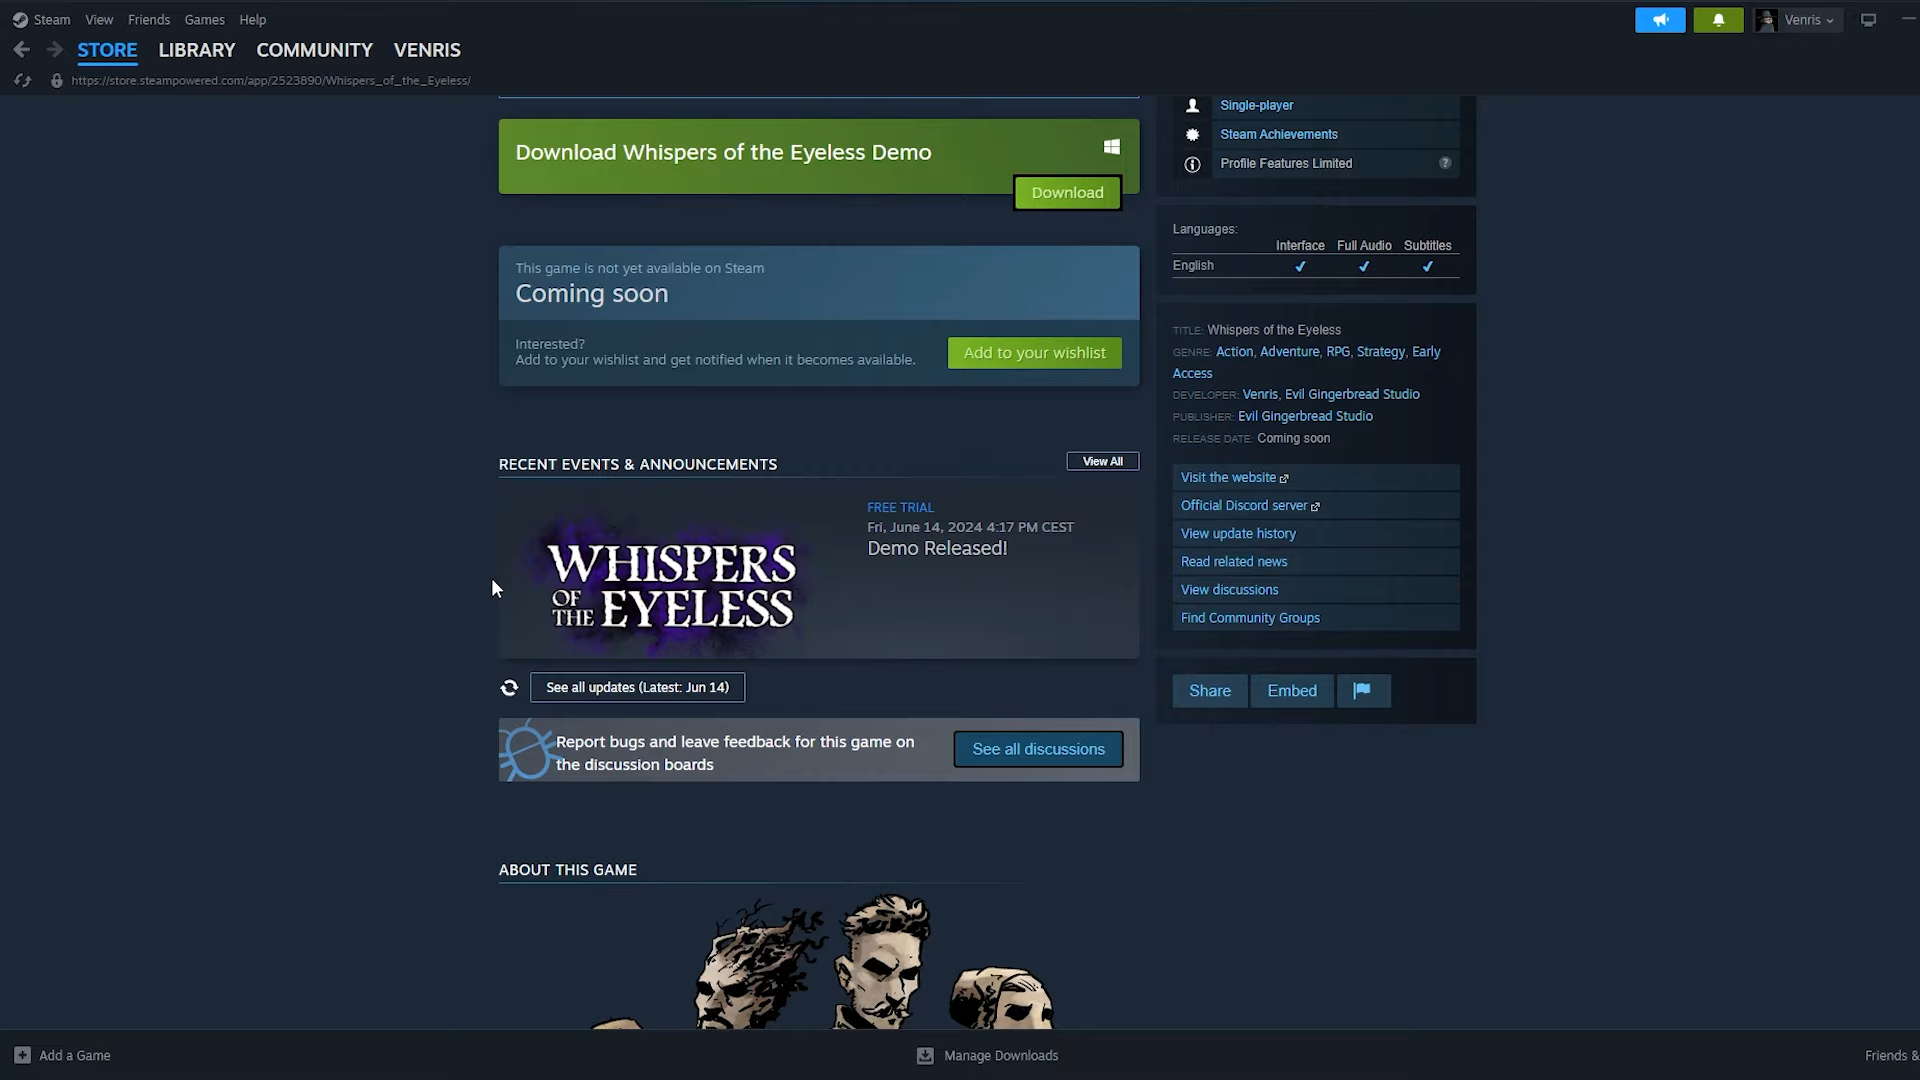 Steam View Friends Games Help
Venris
STORE LIBRARY COMMUNITY VENRIS
https://store.steampowered.com/app/2523890/Whispers_of_the_Eyeless/
Download Whispers of the Eyeless Demo
Download
This game is not yet available on Steam
Coming soon
Interested?
Add to your wishlist and get notified when it becomes available.
Add to your wishlist
RECENT EVENTS & ANNOUNCEMENTS
View All
WHISPERS
OF THE EYELESS
FREE TRIAL
Fri, June 14, 2024 4:17 PM CEST
Demo Released!
See all updates (Latest: Jun 14)
Report bugs and leave feedback for this game on
the discussion boards
See all discussions
ABOUT THIS GAME
Single-player
Steam Achievements
Profile Features Limited ?
Languages:
Interface Full Audio Subtitles
English ✔ ✔ ✔
TITLE: Whispers of the Eyeless
GENRE: Action, Adventure, RPG, Strategy, Early
Access
DEVELOPER: Venris, Evil Gingerbread Studio
PUBLISHER: Evil Gingerbread Studio
RELEASE DATE: Coming soon
Visit the website
Official Discord server
View update history
Read related news
View discussions
Find Community Groups
Share Embed
Add a Game
Manage Downloads
Friends &